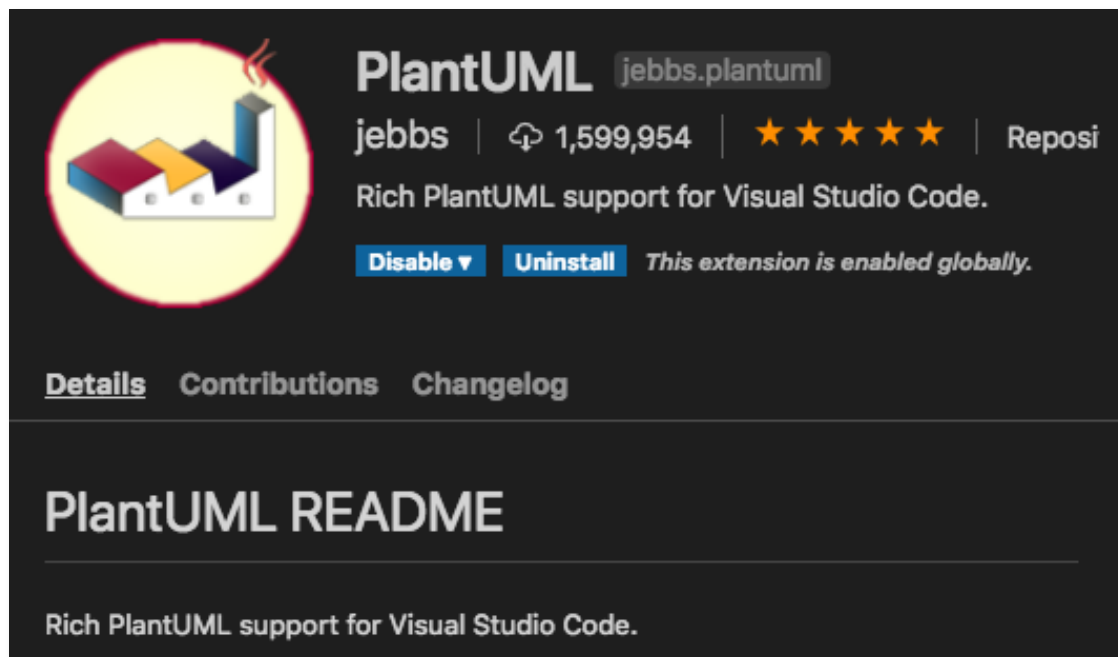 PlantUML jebbs.plantuml
jebbs 1,599,954 ★★★★★ Reposi
Rich PlantUML support for Visual Studio Code.
Disable ▾ Uninstall This extension is enabled globally.
Details Contributions Changelog
PlantUML README
Rich PlantUML support for Visual Studio Code.